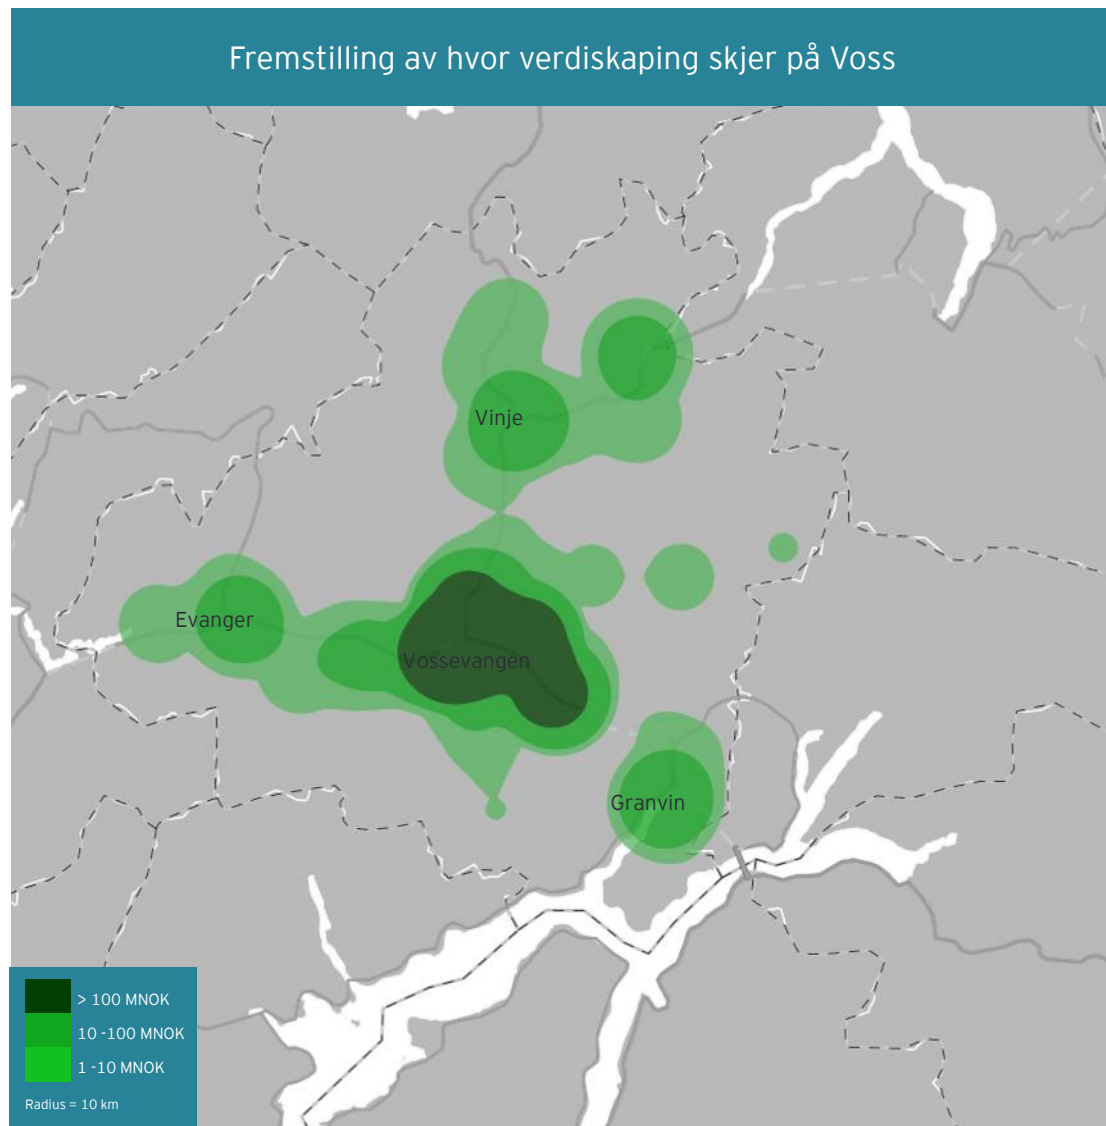 Fremstilling av hvor verdiskaping skjer på Voss
Vinje
Evanger
Vossevangen
Granvin
> 100 MNOK
10 -100 MNOK
1 -10 MNOK
Radius = 10 km